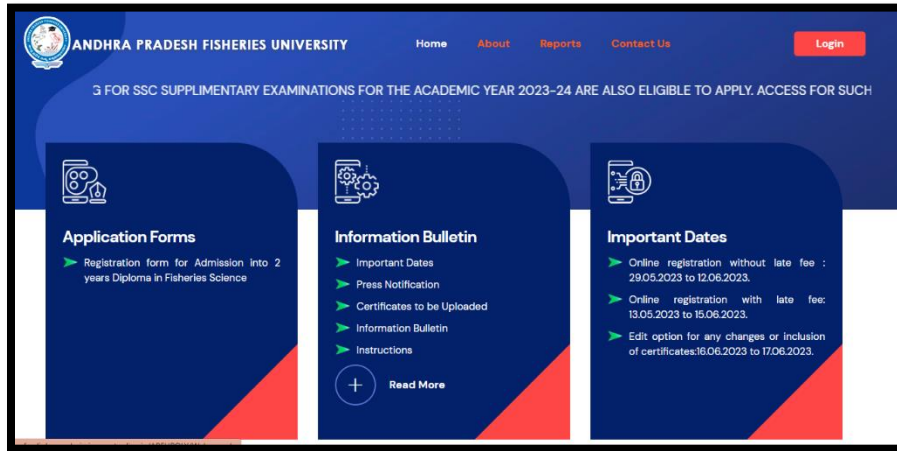 ANDHRA PRADESH FISHERIES UNIVERSITY
Home
About
Reports
Contact Us
Login
G FOR SSC SUPPLIMENTARY EXAMINATIONS FOR THE ACADEMIC YEAR 2023-24 ARE ALSO ELIGIBLE TO APPLY. ACCESS FOR SUCH
Application Forms
Registration form for Admission into 2
years Diploma in Fisheries Science
Information Bulletin
Important Dates
Press Notification
Certificates to be Uploaded
Information Bulletin
Instructions
Read More
Important Dates
Online registration without late fee :
29.05.2023 to 12.06.2023.
Online registration with late fee:
13.05.2023 to 15.06.2023.
Edit option for any changes or inclusion
of certificates:16.06.2023 to 17.06.2023.